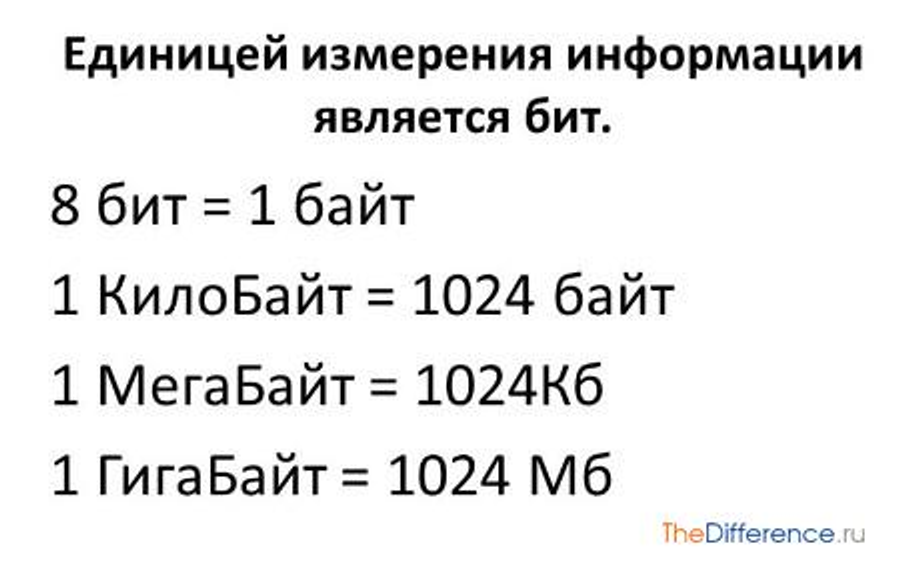 Единицей измерения информации
является бит.
8 бит = 1 байт
1 КилоБайт = 1024 байт
1 МегаБайт = 1024Кб
1 ГигаБайт = 1024 Мб
TheDifference.ru